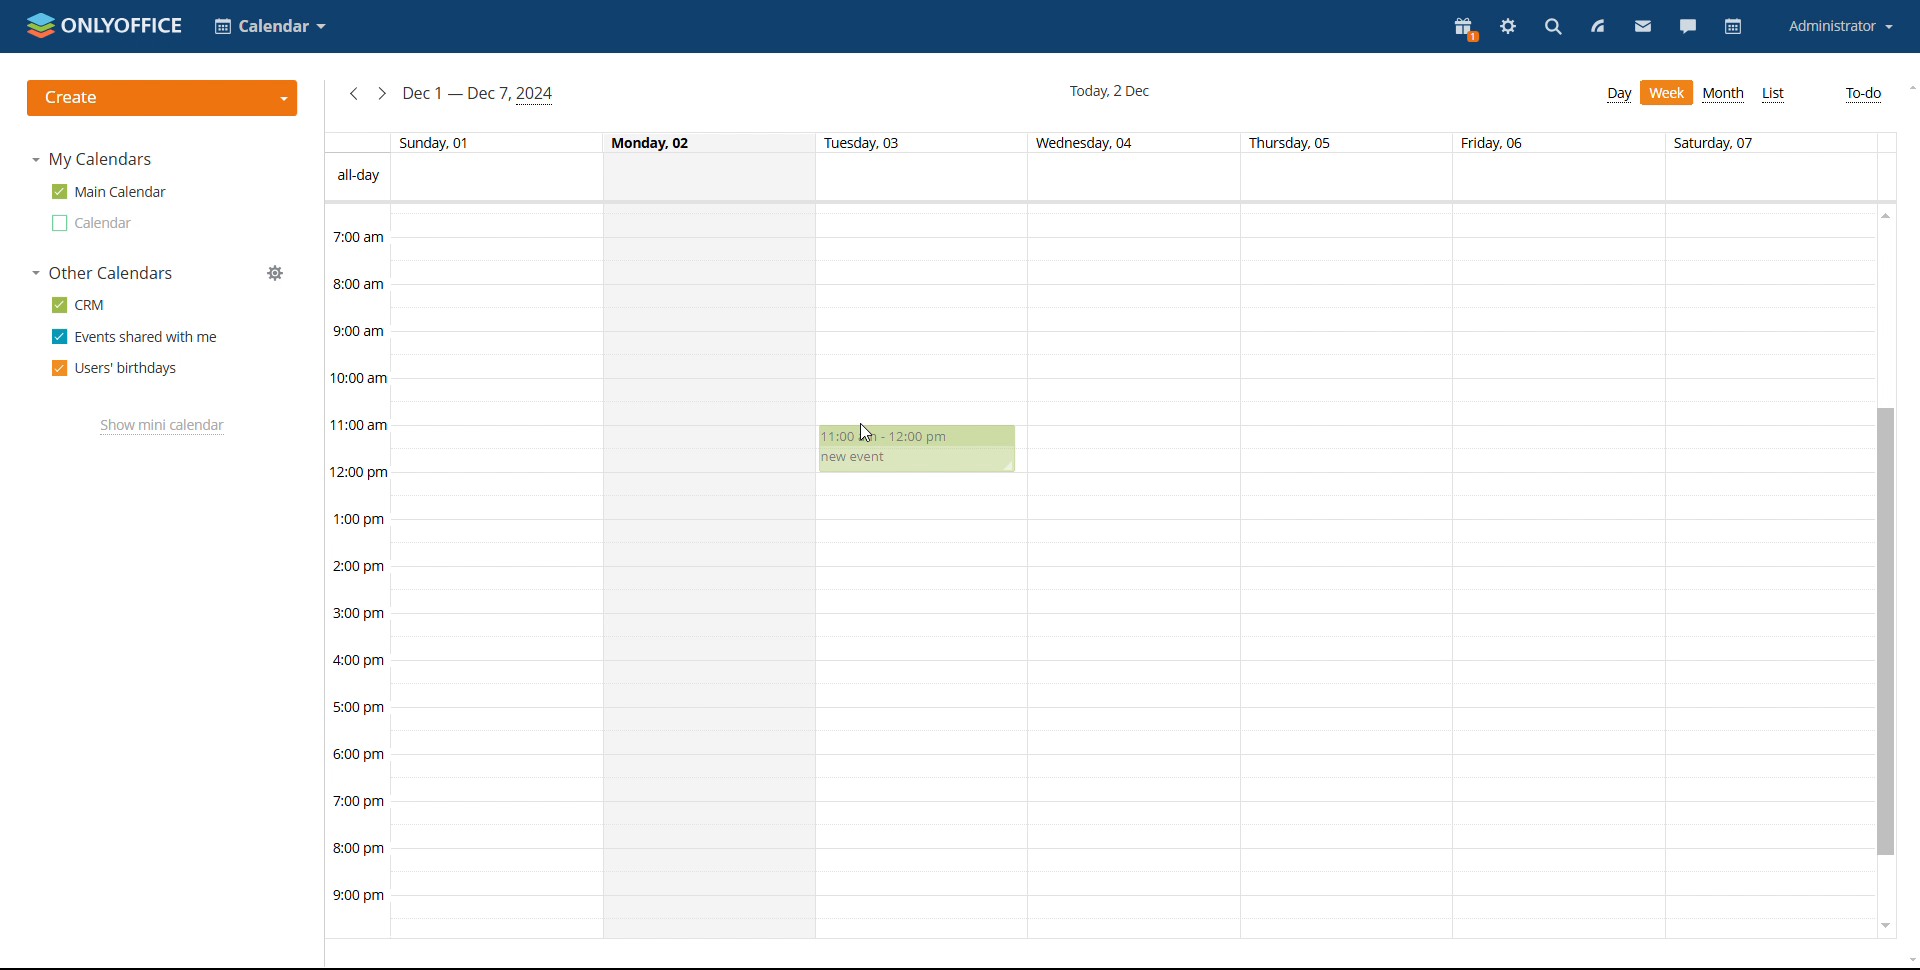 ONLYOFFICE Calendar 1 Administrator
Create
Dec 1 — Dec 7, 2024 Today, 2 Dec Day Week Month List To-do
My Calendars
Main Calendar
Calendar
Other Calendars
CRM
Events shared with me
Users' birthdays
Show mini calendar
Sunday, 01 Monday, 02 Tuesday, 03 Wednesday, 04 Thursday, 05 Friday, 06 Saturday, 07
all-day
7:00 am
8:00 am
9:00 am
10:00 am
11:00 am
12:00 pm
1:00 pm
2:00 pm
3:00 pm
4:00 pm
5:00 pm
6:00 pm
7:00 pm
8:00 pm
9:00 pm
11:00 - 12:00 pm
new event